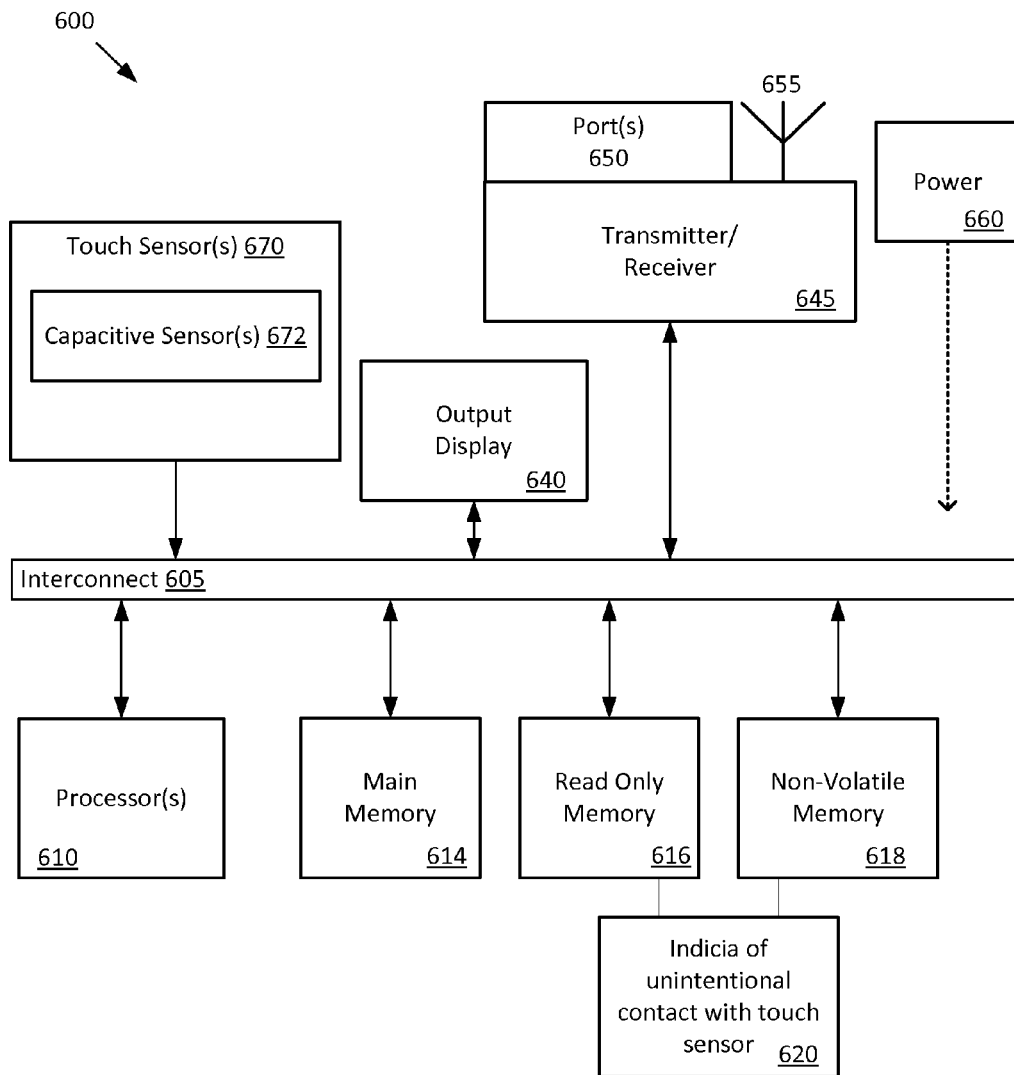 600
655
Port(s)
650
Power
660
Touch Sensor(s) 670
Transmitter/
Receiver
645
Capacitive Sensor(s) 672
Output
Display
640
Interconnect 605
Processor(s)
610
Main
Memory
614
Read Only
Memory
616
Non-Volatile
Memory
618
Indicia of
unintentional
contact with touch
sensor
620